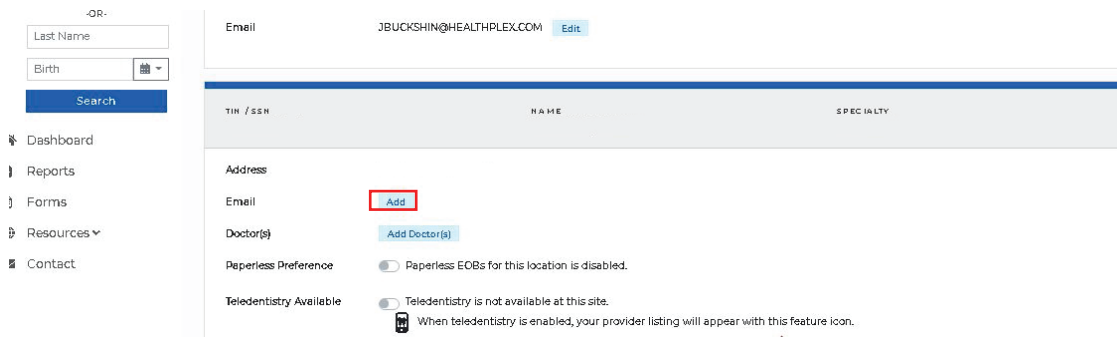 -OR-
Last Name
Birth
Search
Dashboard
Reports
Forms
Resources
Contact
Email JBUCKSHIN@HEALTHPLEX.COM Edit
TIN / SSN NAME SPECIALTY
Address
Email Add
Doctor(s) Add Doctor(s)
Paperless Preference Paperless EOBs for this location is disabled.
Teledentistry Available Teledentistry is not available at this site.
When teledentistry is enabled, your provider listing will appear with this feature icon.